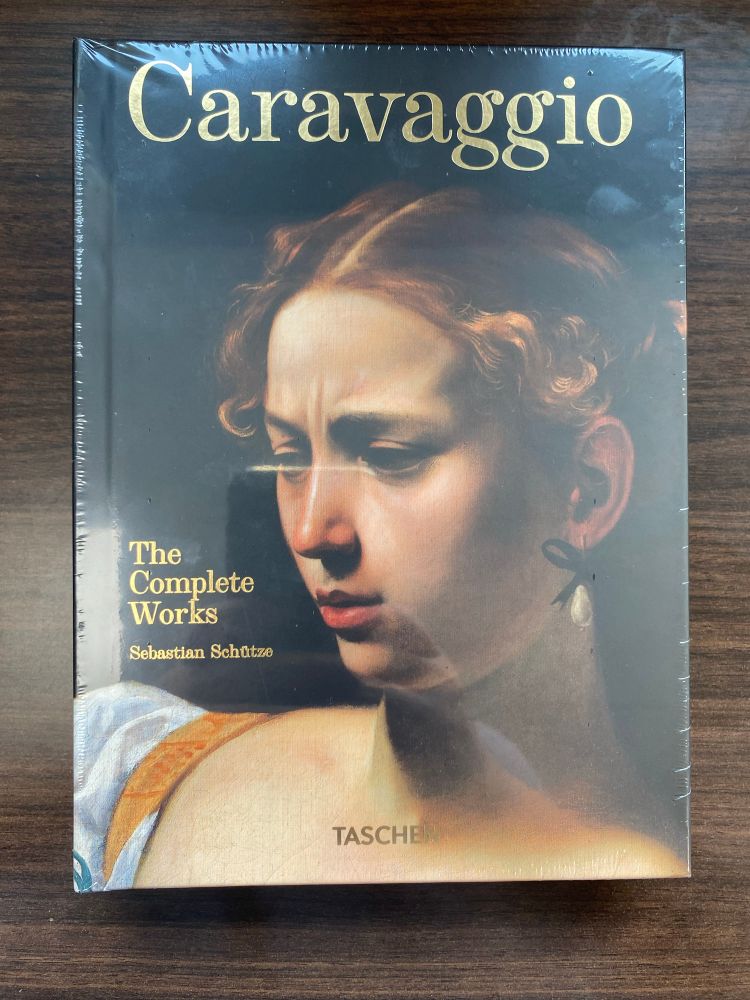 Caravaggio
The
Complete
Works
Sebastian Schütze
TASCHEN